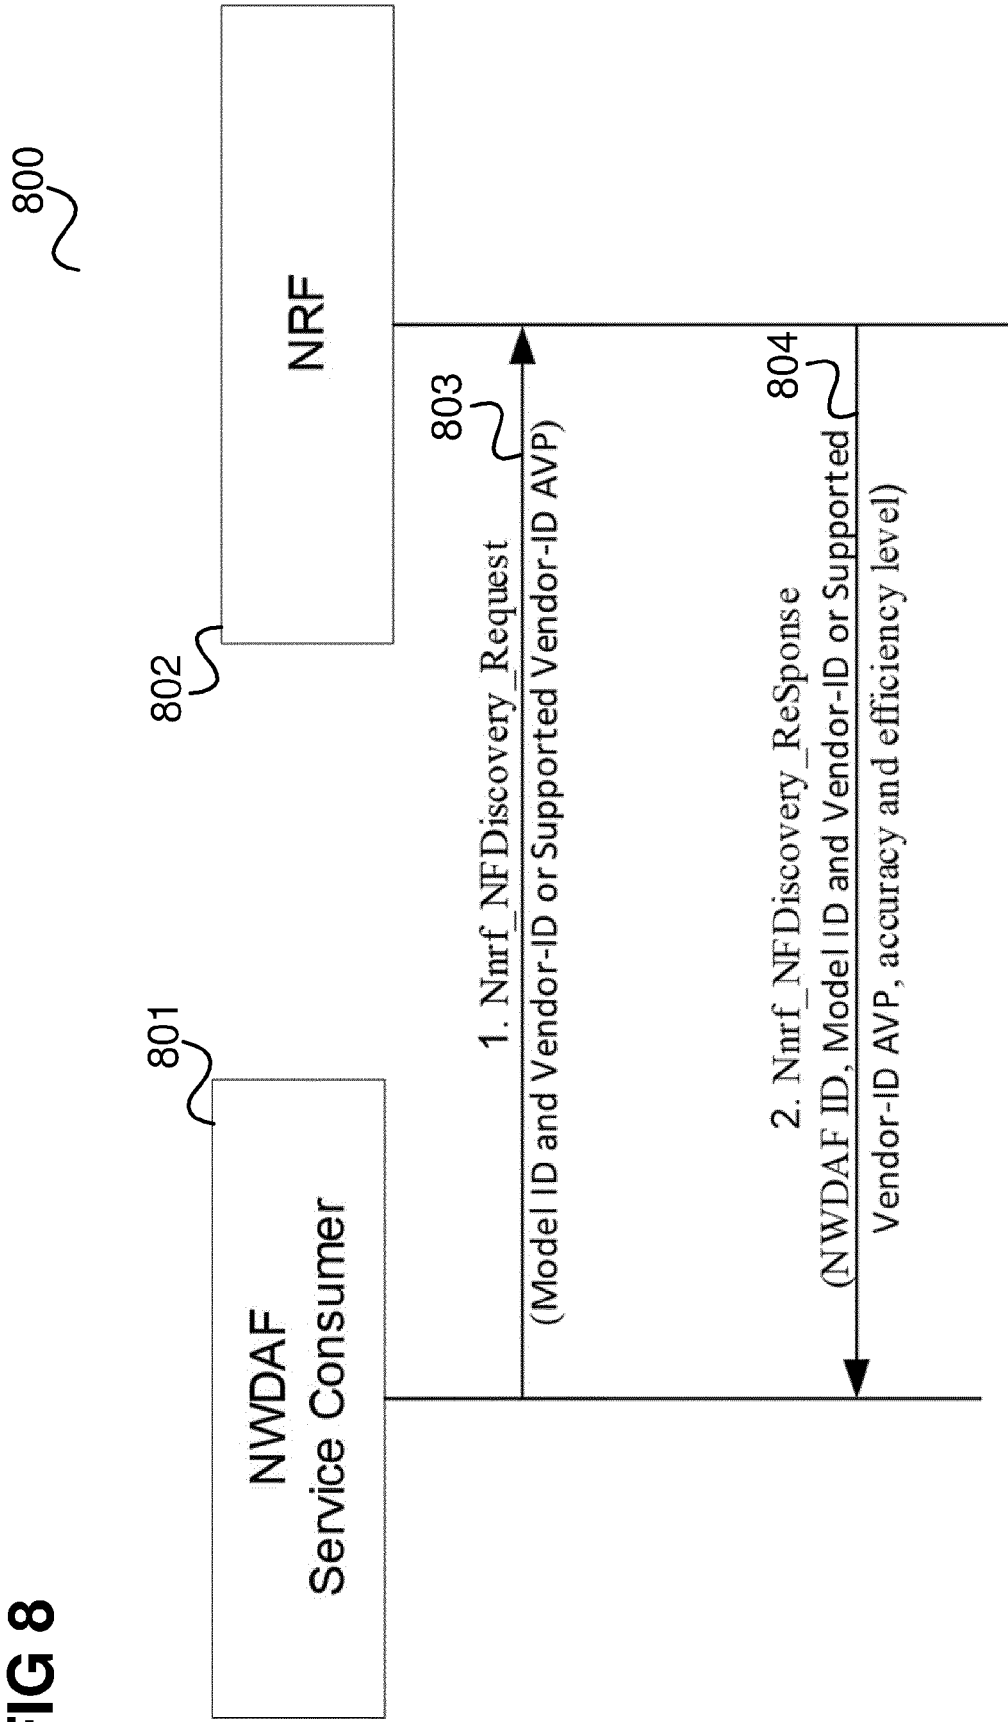 FIG 8
800
801
NWDAF
Service Consumer
802
NRF
803
1. Nnrf_NFDiscovery_Request
(Model ID and Vendor-ID or Supported Vendor-ID AVP)
804
2. Nnrf_NFDiscovery_ReSponse
(NWDAF ID, Model ID and Vendor-ID or Supported
Vendor-ID AVP, accuracy and efficiency level)